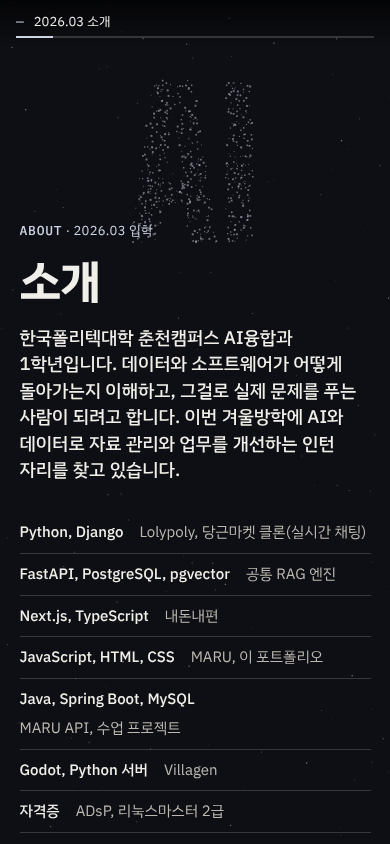 — 2026.03 소개
AI
ABOUT · 2026.03 입학
소개
한국폴리텍대학 춘천캠퍼스 AI융합과
1학년입니다. 데이터와 소프트웨어가 어떻게
돌아가는지 이해하고, 그걸로 실제 문제를 푸는
사람이 되려고 합니다. 이번 겨울방학에 AI와
데이터로 자료 관리와 업무를 개선하는 인턴
자리를 찾고 있습니다.
Python, Django Lolypoly, 당근마켓 클론(실시간 채팅)
FastAPI, PostgreSQL, pgvector 공통 RAG 엔진
Next.js, TypeScript 내돈내편
JavaScript, HTML, CSS MARU, 이 포트폴리오
Java, Spring Boot, MySQL
MARU API, 수업 프로젝트
Godot, Python 서버 Villagen
자격증 ADsP, 리눅스마스터 2급